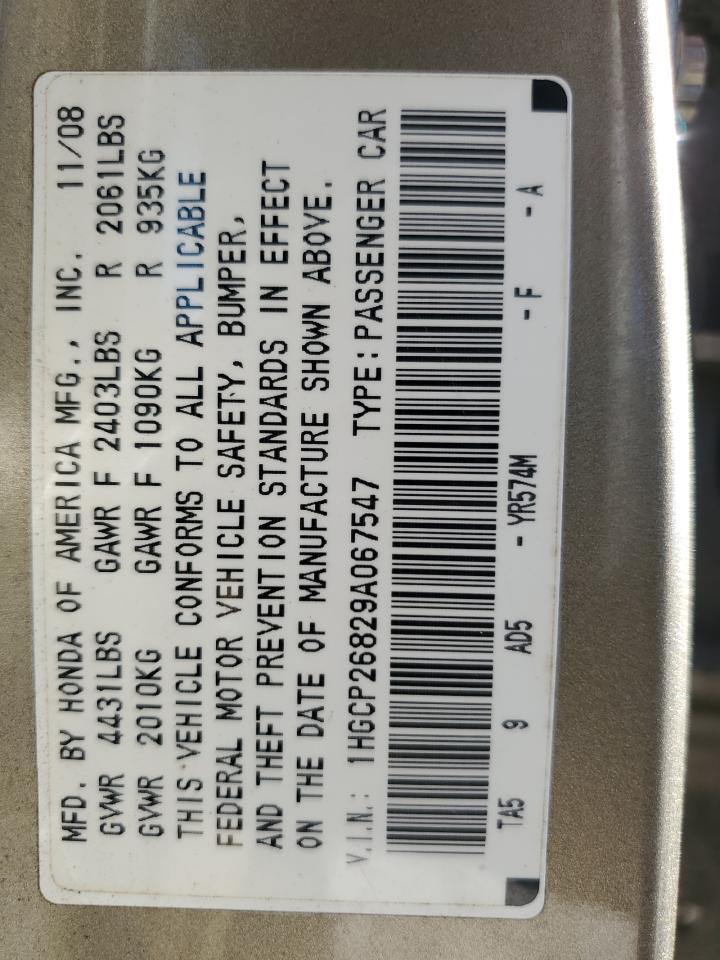 MFD. BY HONDA OF AMERICA MFG., INC. 11/08
GVWR 4431LBS GAWR F 2403LBS R 2061LBS
GVWR 2010KG GAWR F 1090KG R 935KG
THIS VEHICLE CONFORMS TO ALL APPLICABLE
FEDERAL MOTOR VEHICLE SAFETY, BUMPER,
AND THEFT PREVENTION STANDARDS IN EFFECT
ON THE DATE OF MANUFACTURE SHOWN ABOVE.
V.I.N.: 1HGCP26829A067547 TYPE: PASSENGER CAR
TA5 9 AD5 - YR574M - F - A